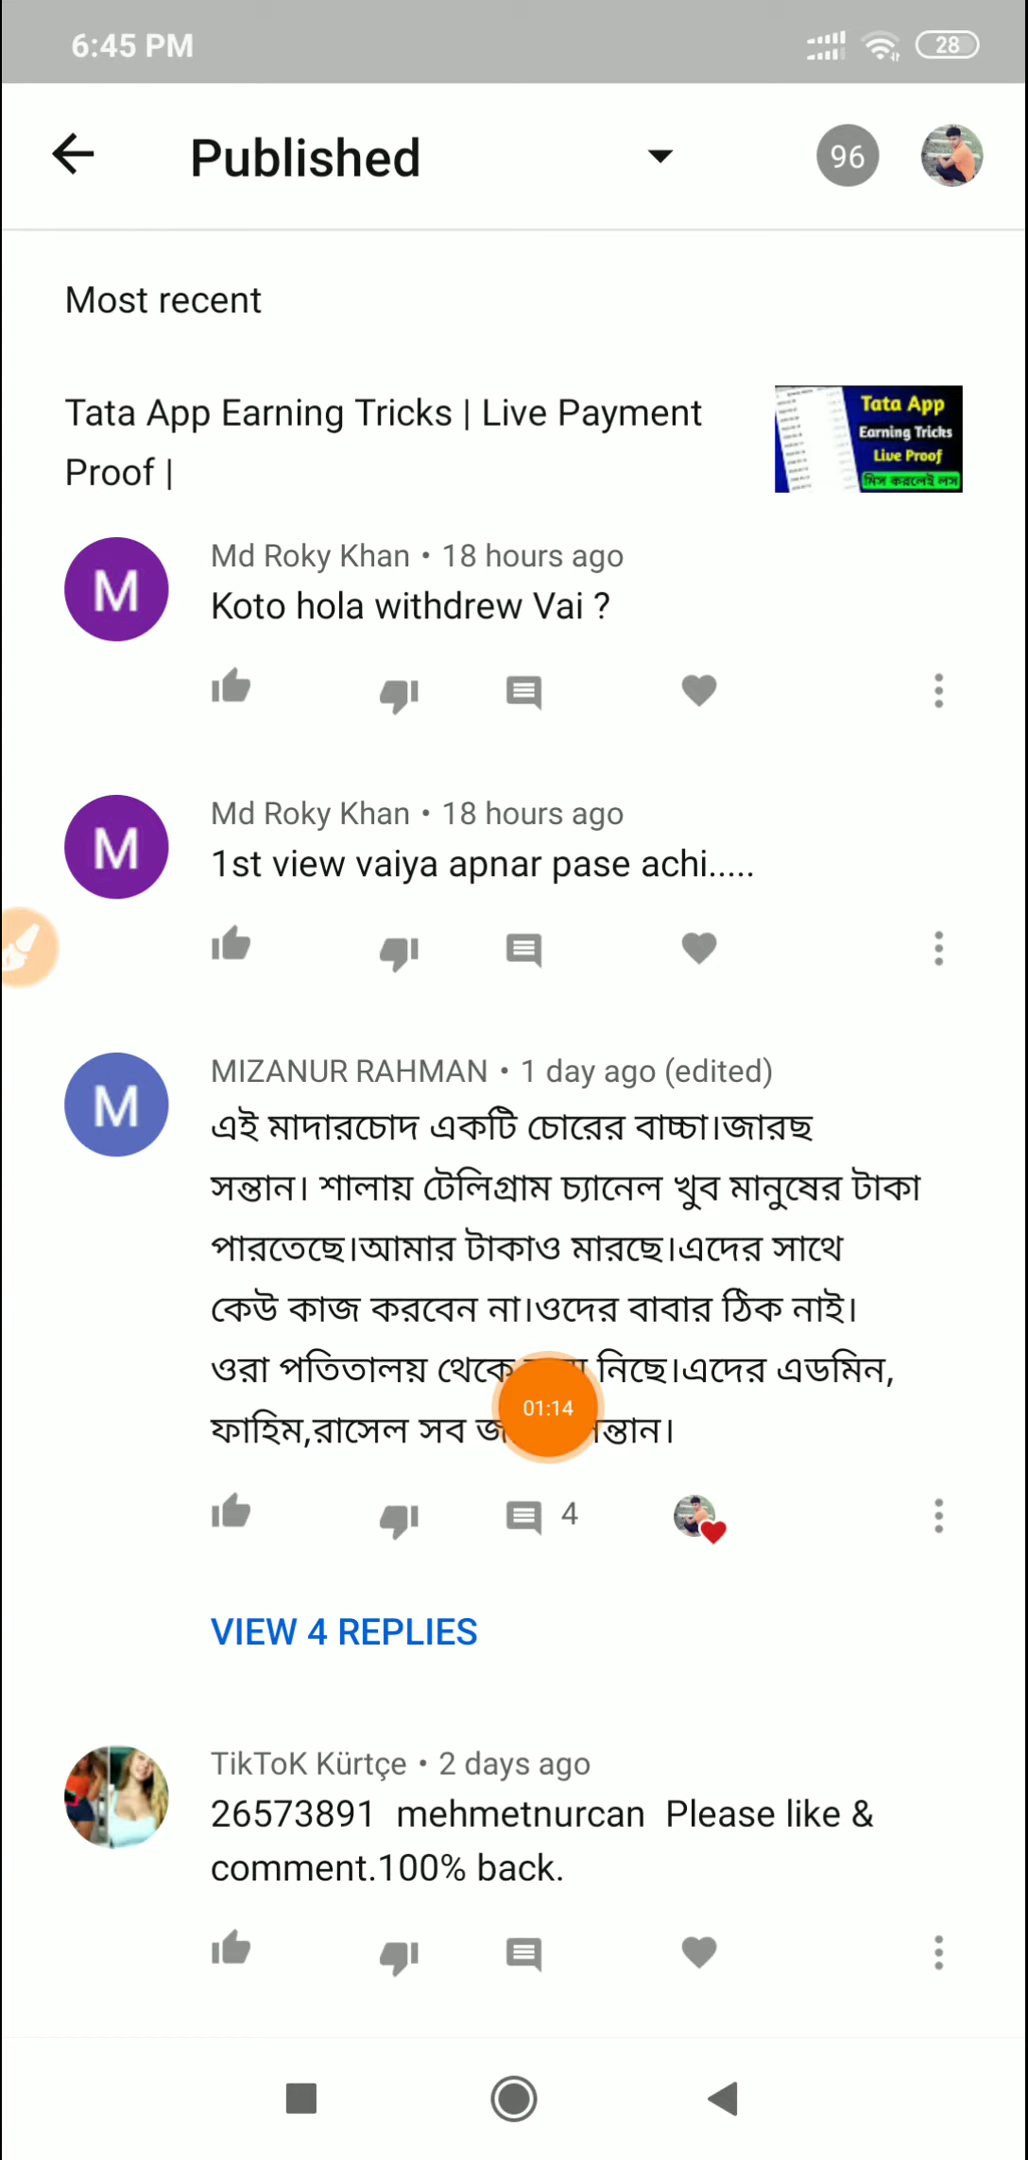 6:45 PM
28
Published
96
Most recent
Tata App Earning Tricks | Live Payment
Proof |
Tata App
Earning Tricks
Live Proof
মিস করলেই লস
M
Md Roky Khan • 18 hours ago
Koto hola withdrew Vai ?
M
Md Roky Khan • 18 hours ago
1st view vaiya apnar pase achi.....
M
MIZANUR RAHMAN • 1 day ago (edited)
এই মাদারচোদ একটি চোরের বাচ্চা।জারছ
সন্তান। শালায় টেলিগ্রাম চ্যানেল খুব মানুষের টাকা
পারতেছে।আমার টাকাও মারছে।এদের সাথে
কেউ কাজ করবেন না।ওদের বাবার ঠিক নাই।
ওরা পতিতালয় থেকে নিছে।এদের এডমিন,
01:14
ফাহিম,রাসেল সব
4
VIEW 4 REPLIES
TikToK Kürtçe • 2 days ago
26573891 mehmetnurcan Please like &
comment.100% back.